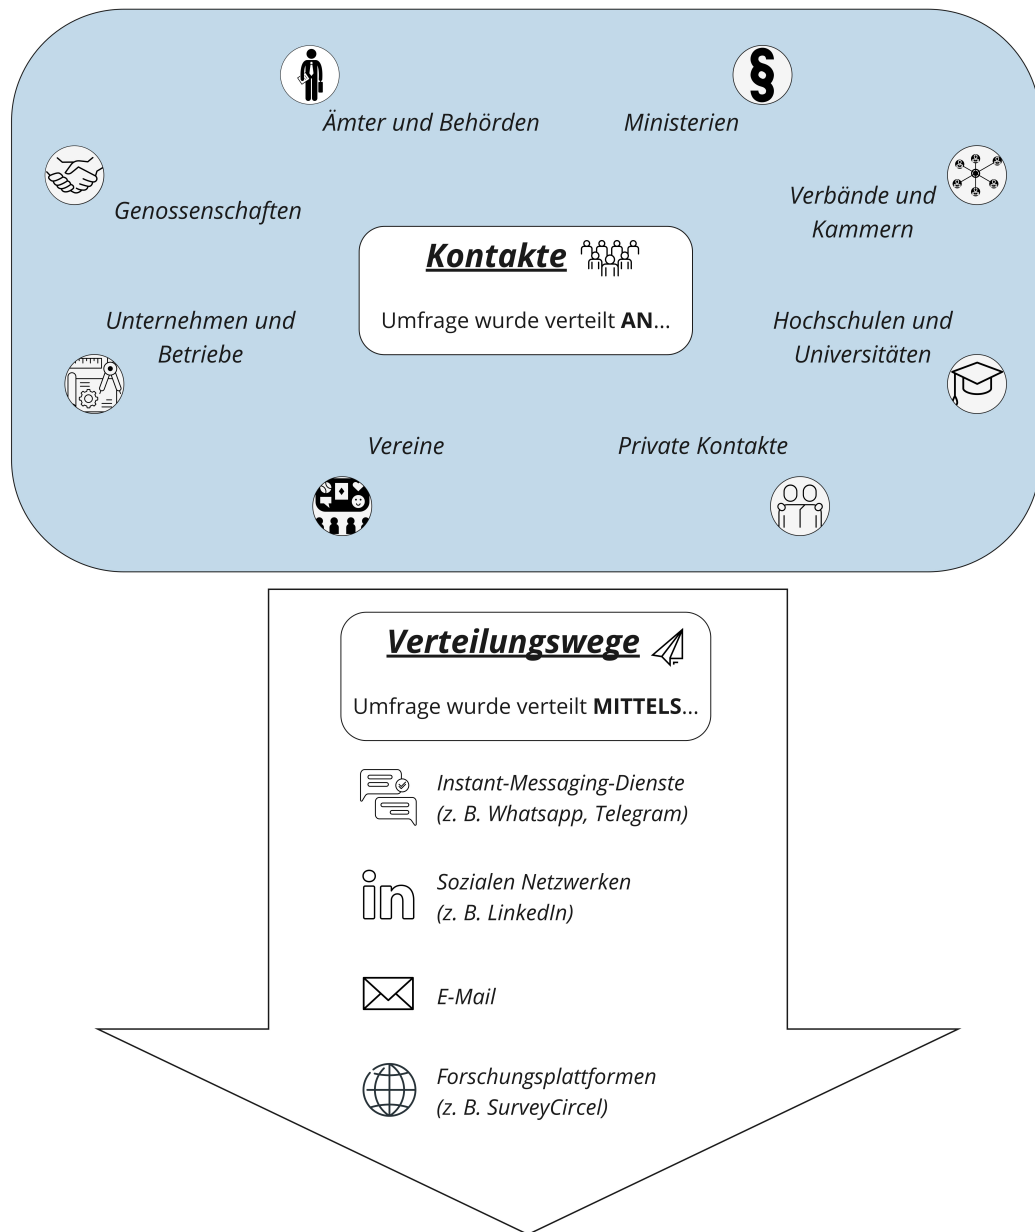 Ämter und Behörden
Ministerien
Genossenschaften
Verbände und
Kammern
Kontakte
Umfrage wurde verteilt AN...
Unternehmen und
Betriebe
Hochschulen und
Universitäten
Vereine
Private Kontakte
Verteilungswege
Umfrage wurde verteilt MITTELS...
Instant-Messaging-Dienste
(z. B. Whatsapp, Telegram)
Sozialen Netzwerken
(z. B. LinkedIn)
E-Mail
Forschungsplattformen
(z. B. SurveyCircel)